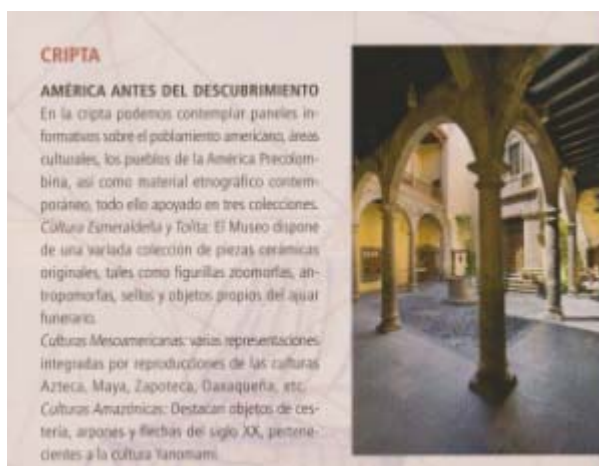 CRIPTA
AMÉRICA ANTES DEL DESCUBRIMIENTO
En la cripta podemos contemplar paneles in-
formativos sobre el poblamiento americano, áreas
culturales, los pueblos de la América Precolom-
bina, así como material etnográfico contem-
poráneo, todo ello apoyado en tres colecciones.
Cultura Esmeraldeña y Tolita: El Museo dispone
de una variada colección de piezas cerámicas
originales, tales como figurillas zoomorfas, an-
tropomorfas, sellos y objetos propios del ajuar
funerario.
Culturas Mesoamericanas: varias representaciones
integradas por reproducciones de las culturas
Azteca, Maya, Zapoteca, Oaxaqueña, etc.
Culturas Amazónicas: Destacan objetos de ces-
tería, arpones y flechas del siglo XX, pertene-
cientes a la cultura Yanomami.